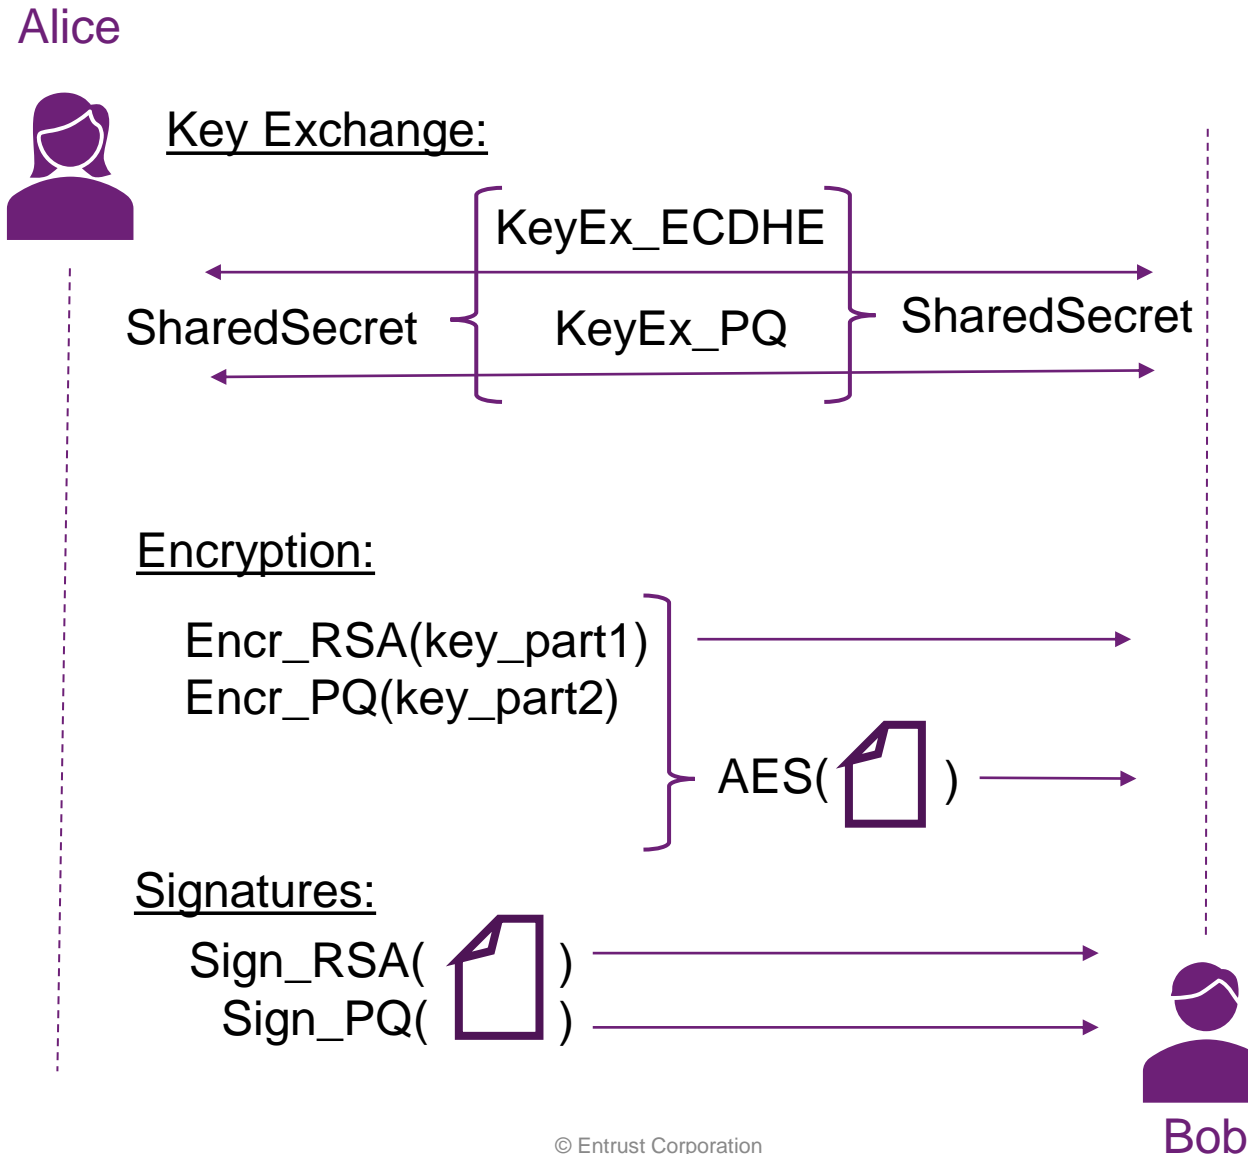 Alice
Key Exchange:
KeyEx_ECDHE
SharedSecret
KeyEx_PQ
SharedSecret
Encryption:
Encr_RSA(key_part1)
Encr_PQ(key_part2)
AES( )
Signatures:
Sign_RSA( )
Sign_PQ( )
© Entrust Corporation
Bob